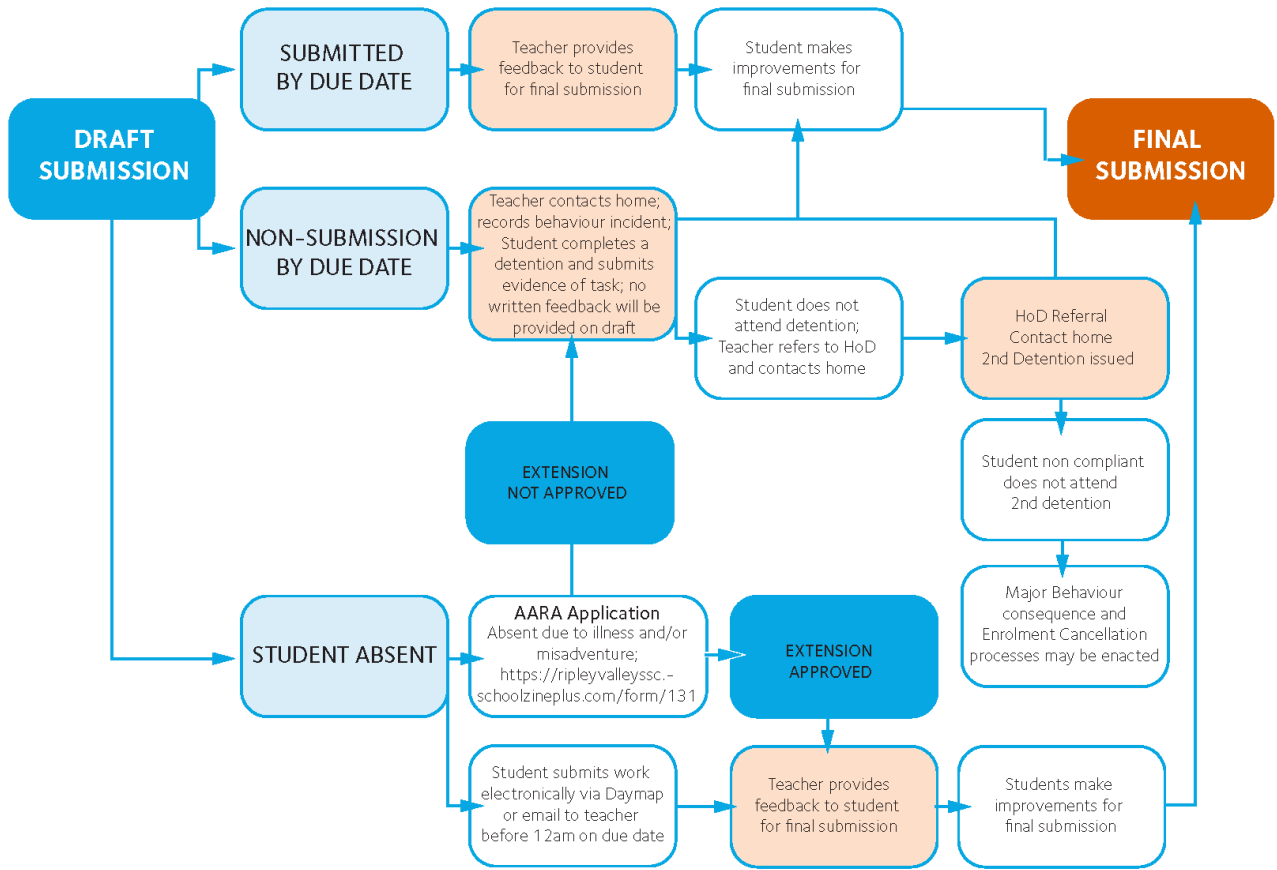 SUBMITTED
BY DUE DATE
Teacher provides
feedback to student
for final submission
Student makes
improvements for
final submission
DRAFT
SUBMISSION
FINAL
SUBMISSION
NON-SUBMISSION
BY DUE DATE
Teacher contacts home;
records behaviour incident;
Student completes a
detention and submits
evidence of task; no
written feedback will be
provided on draft
Student does not
attend detention;
Teacher refers to HoD
and contacts home
HoD Referral
Contact home
2nd Detention issued
EXTENSION
NOT APPROVED
Student non compliant
does not attend
2nd detention
STUDENT ABSENT
AARA Application
Absent due to illness and/or
misadventure;
https://ripleyvalleyssc.-
schoolzineplus.com/form/131
EXTENSION
APPROVED
Major Behaviour
consequence and
Enrolment Cancellation
processes may be enacted
Student submits work
electronically via Daymap
or email to teacher
before 12am on due date
Teacher provides
feedback to student
for final submission
Students make
improvements for
final submission